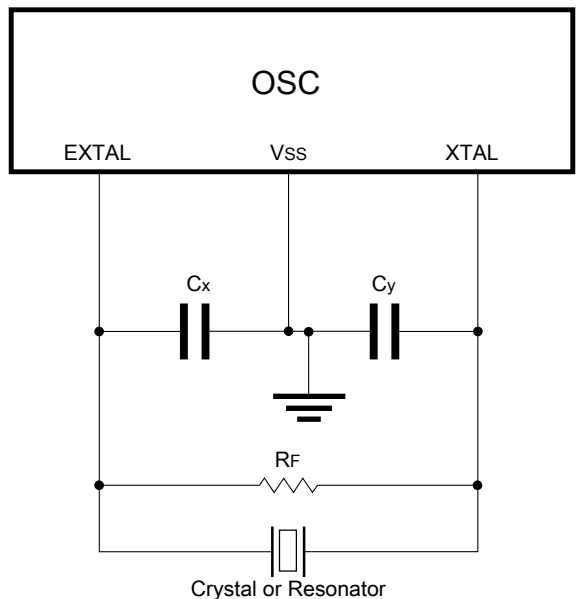 OSC
EXTAL VSS XTAL
Cx Cy
RF
Crystal or Resonator